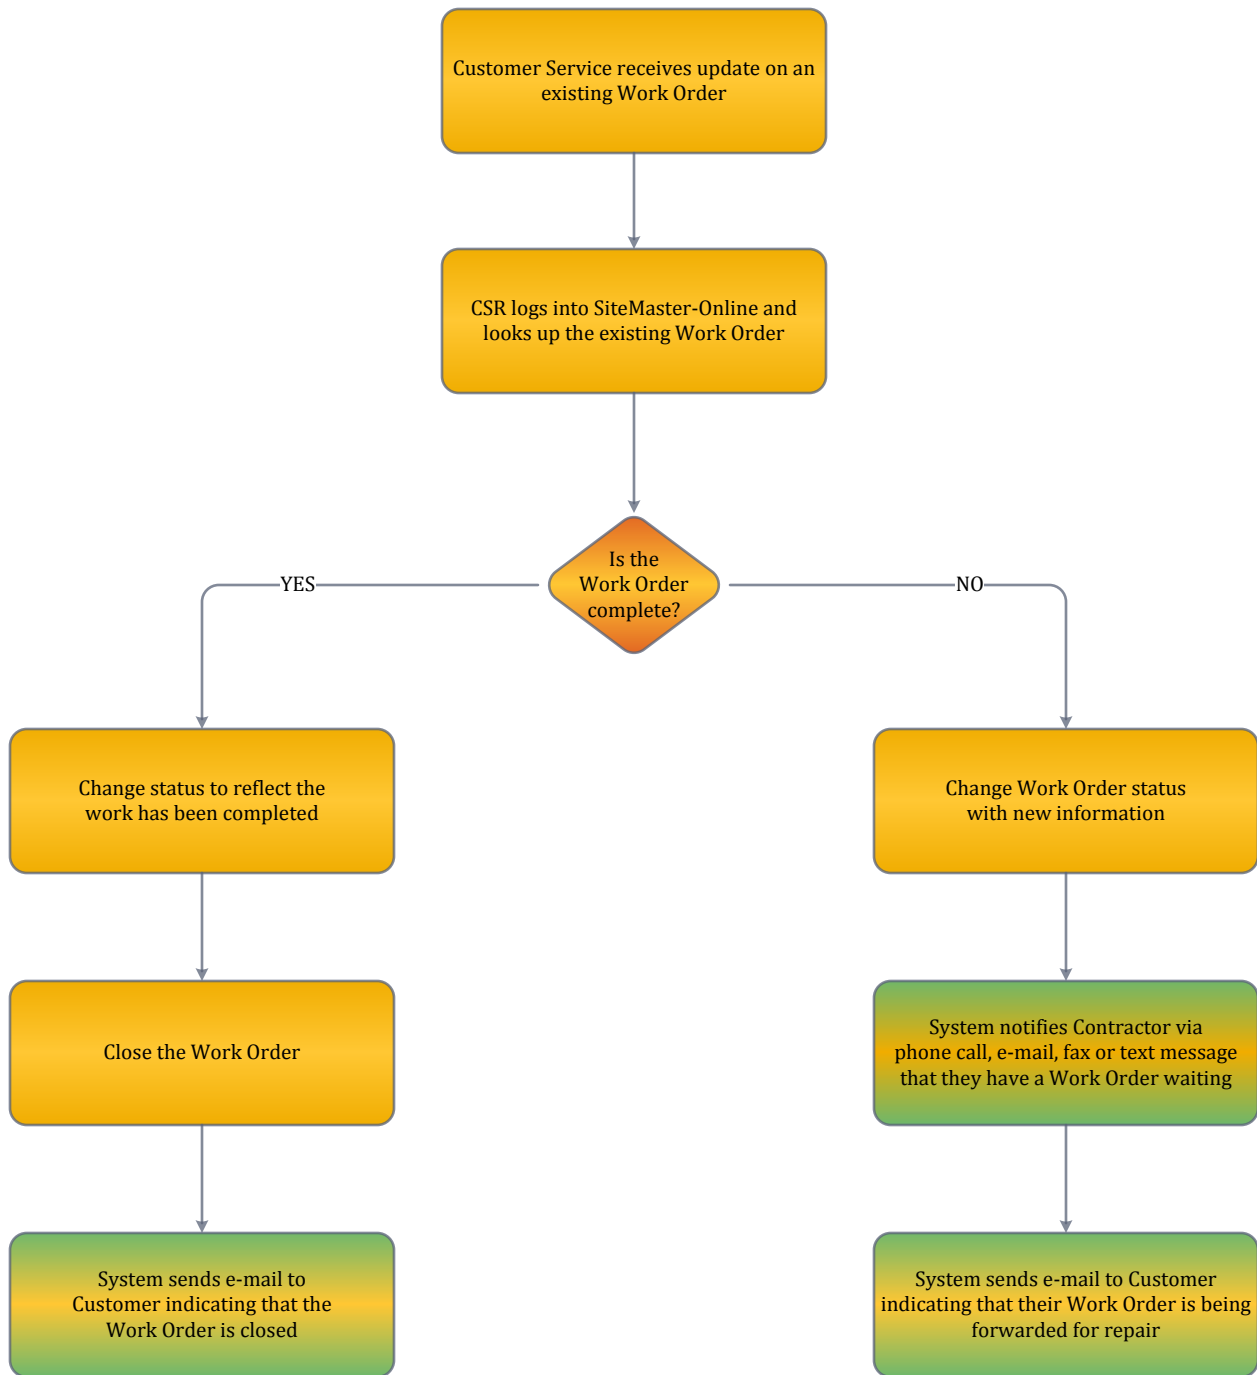 Customer Service receives update on an
existing Work Order
CSR logs into SiteMaster-Online and
looks up the existing Work Order
Is the
Work Order
complete?
YES
NO
Change status to reflect the
work has been completed
Change Work Order status
with new information
Close the Work Order
System notifies Contractor via
phone call, e-mail, fax or text message
that they have a Work Order waiting
System sends e-mail to
Customer indicating that the
Work Order is closed
System sends e-mail to Customer
indicating that their Work Order is being
forwarded for repair